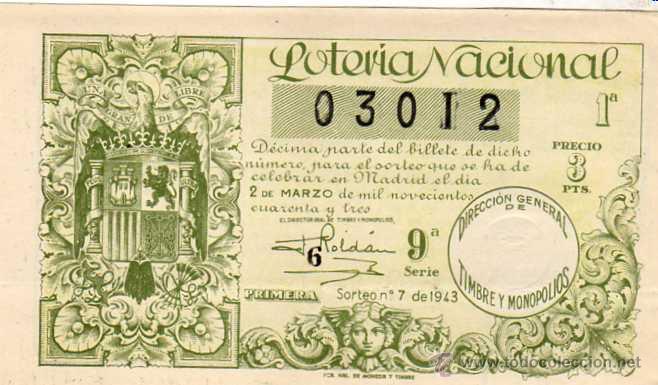 UNA GRANDE LIBRE
Lotería Nacional
03012
1ª
Décima parte del billete de dicho
número, para el sorteo que se ha de
celebrar en Madrid el día
2 DE MARZO de mil novecientos
cuarenta y tres
PRECIO
3
PTS.
EL DIRECTOR GRAL. DE TIMBRE Y MONOPOLIOS,
6
Roldán
9ª
Serie
DIRECCIÓN GENERAL
DE
TIMBRE Y MONOPOLIOS
PRIMERA
Sorteo nº 7 de 1943
FCA. NAL. DE MONEDA Y TIMBRE
www.todocoleccion.net